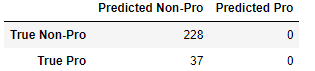 Predicted Non-Pro Predicted Pro
True Non-Pro 228 0
True Pro 37 0